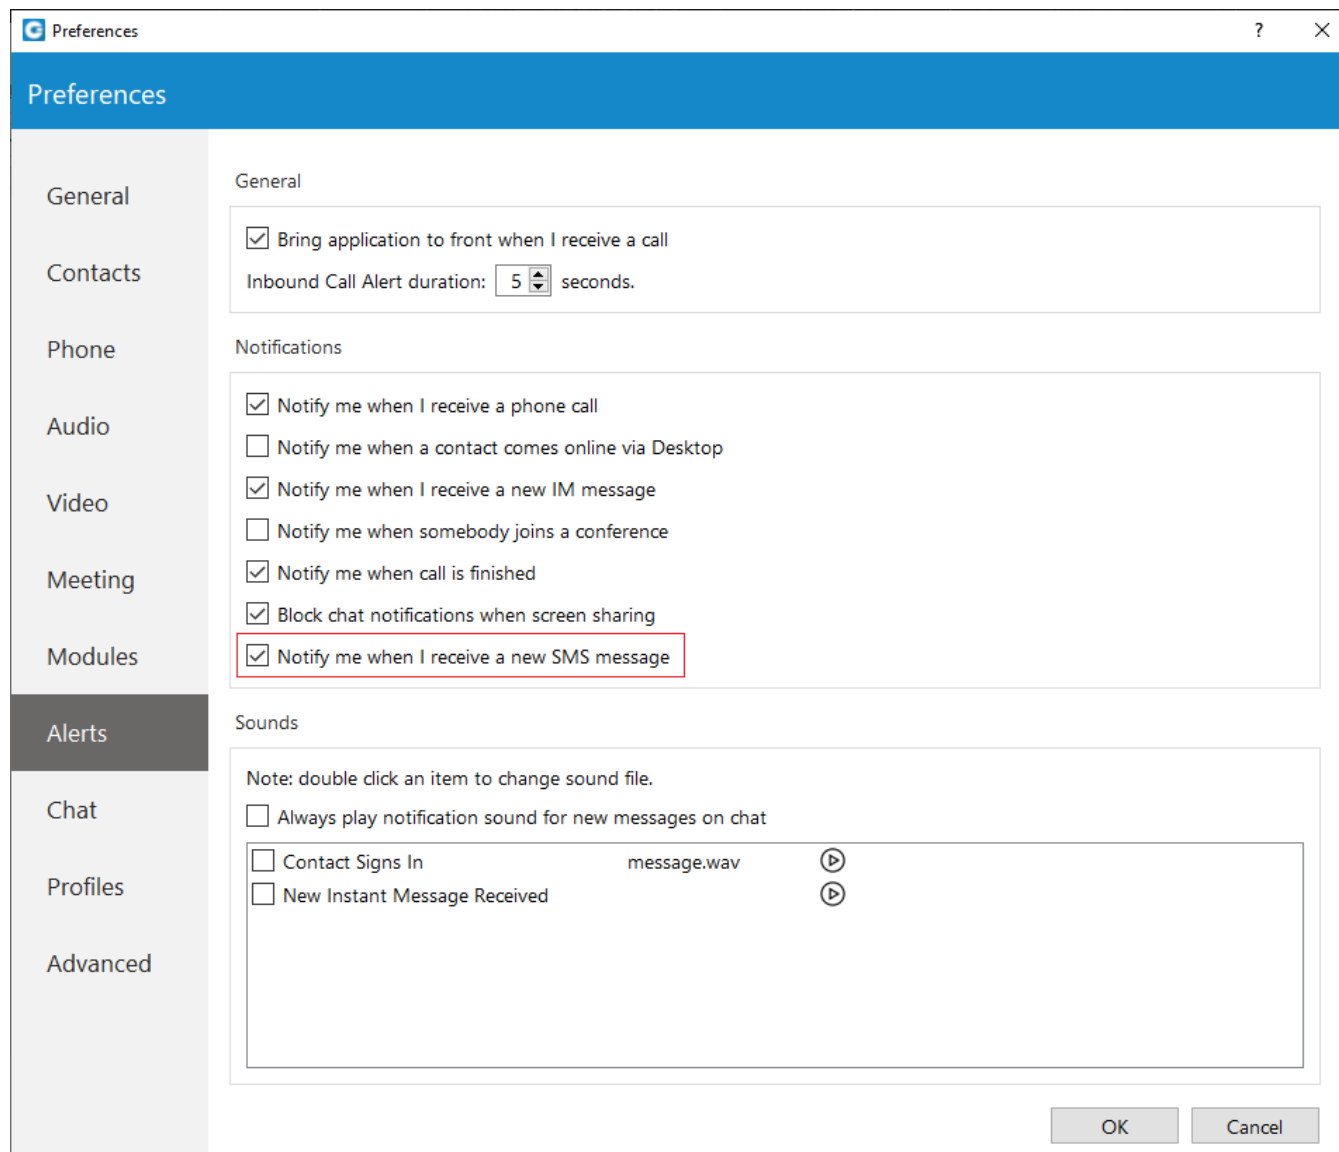 Preferences
?
Preferences
General
Contacts
Phone
Audio
Video
Meeting
Modules
Alerts
Chat
Profiles
Advanced
General
Bring application to front when I receive a call
Inbound Call Alert duration: 5 seconds.
Notifications
Notify me when I receive a phone call
Notify me when a contact comes online via Desktop
Notify me when I receive a new IM message
Notify me when somebody joins a conference
Notify me when call is finished
Block chat notifications when screen sharing
Notify me when I receive a new SMS message
Sounds
Note: double click an item to change sound file.
Always play notification sound for new messages on chat
Contact Signs In message.wav
New Instant Message Received
OK Cancel